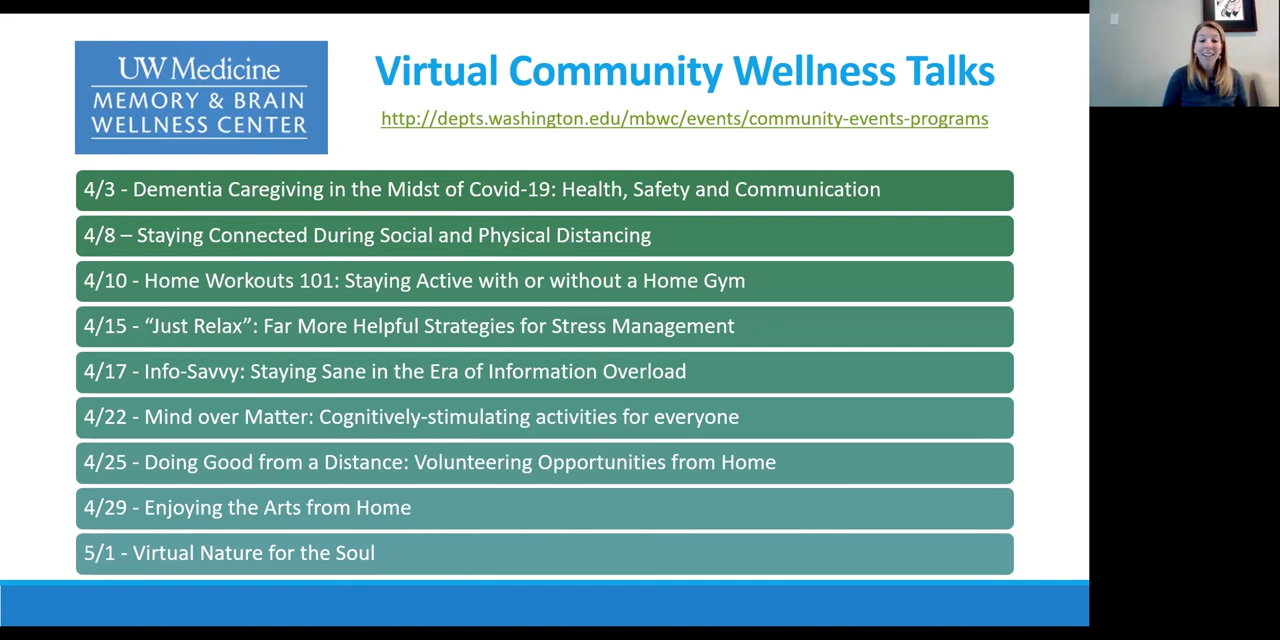 UW Medicine
MEMORY & BRAIN
WELLNESS CENTER
Virtual Community Wellness Talks
http://depts.washington.edu/mbwc/events/community-events-programs
4/3 - Dementia Caregiving in the Midst of Covid-19: Health, Safety and Communication
4/8 – Staying Connected During Social and Physical Distancing
4/10 - Home Workouts 101: Staying Active with or without a Home Gym
4/15 - “Just Relax”: Far More Helpful Strategies for Stress Management
4/17 - Info-Savvy: Staying Sane in the Era of Information Overload
4/22 - Mind over Matter: Cognitively-stimulating activities for everyone
4/25 - Doing Good from a Distance: Volunteering Opportunities from Home
4/29 - Enjoying the Arts from Home
5/1 - Virtual Nature for the Soul